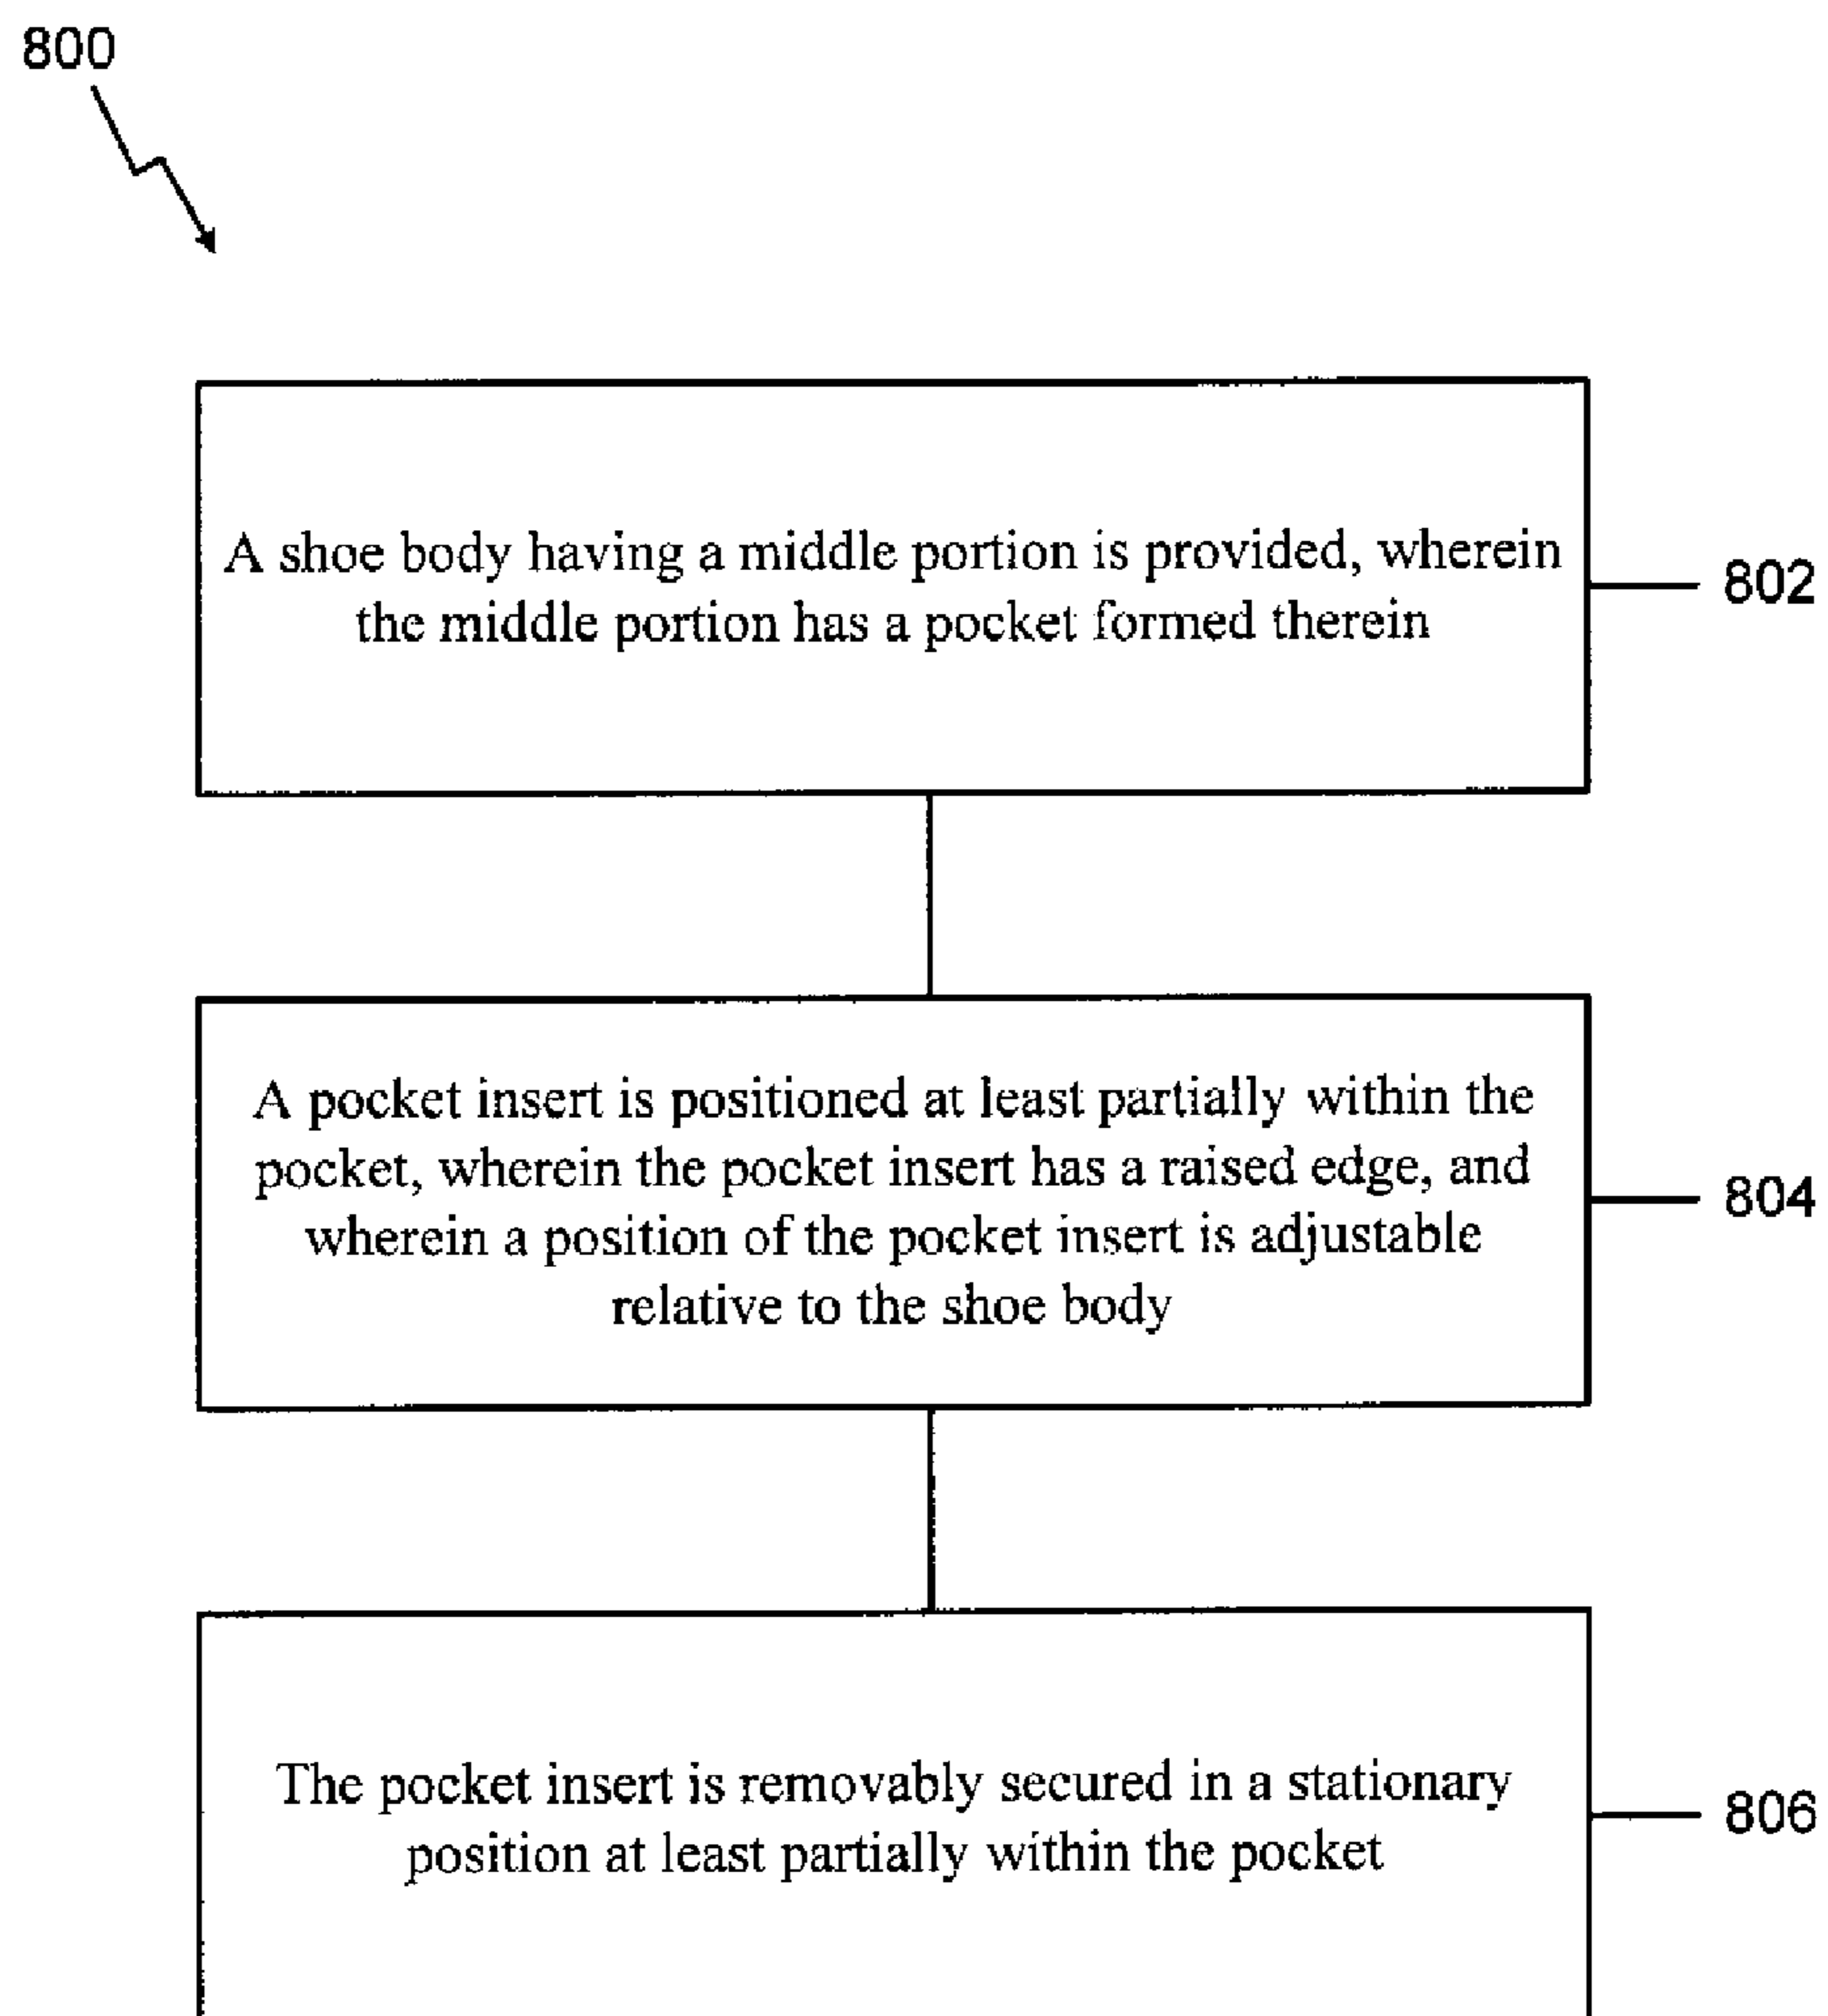 800
A shoe body having a middle portion is provided, wherein
the middle portion has a pocket formed therein
802
A pocket insert is positioned at least partially within the
pocket, wherein the pocket insert has a raised edge, and
wherein a position of the pocket insert is adjustable
relative to the shoe body
804
The pocket insert is removably secured in a stationary
position at least partially within the pocket
806